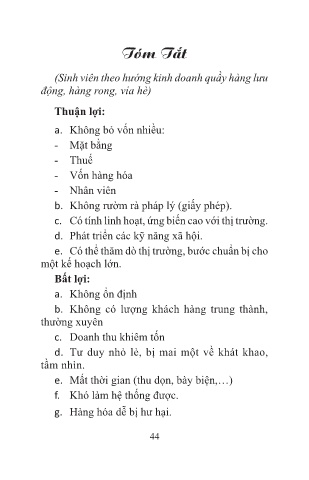 Tóm Tắt
(Sinh viên theo hướng kinh doanh quầy hàng lưu
động, hàng rong, vỉa hè)
Thuận lợi:
a. Không bỏ vốn nhiều:
- Mặt bằng
- Thuế
- Vốn hàng hóa
- Nhân viên
b. Không rườm rà pháp lý (giấy phép).
c. Có tính linh hoạt, ứng biến cao với thị trường.
d. Phát triển các kỹ năng xã hội.
e. Có thể thăm dò thị trường, bước chuẩn bị cho
một kế hoạch lớn.
Bất lợi:
a. Không ổn định
b. Không có lượng khách hàng trung thành,
thường xuyên
c. Doanh thu khiêm tốn
d. Tư duy nhỏ lẻ, bị mai một về khát khao,
tầm nhìn.
e. Mất thời gian (thu dọn, bày biện,…)
f. Khó làm hệ thống được.
g. Hàng hóa dễ bị hư hại.
44